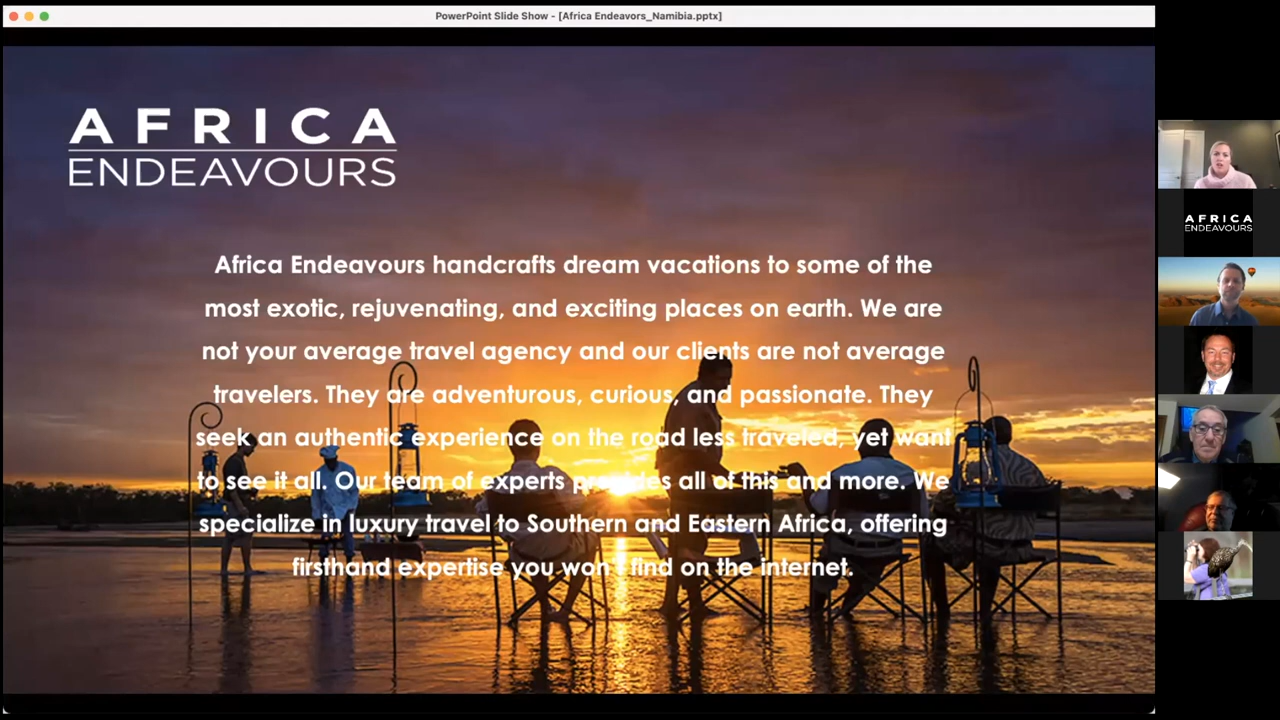 PowerPoint Slide Show - [Africa Endeavors_Namibia.pptx]
AFRICA
ENDEAVOURS
Africa Endeavours handcrafts dream vacations to some of the
most exotic, rejuvenating, and exciting places on earth. We are
not your average travel agency and our clients are not average
travelers. They are adventurous, curious, and passionate. They
seek an authentic experience on the road less traveled, yet want
to see it all. Our team of experts provides all of this and more. We
specialize in luxury travel to Southern and Eastern Africa, offering
firsthand expertise you won't find on the internet.
AFRICA
ENDEAVOURS